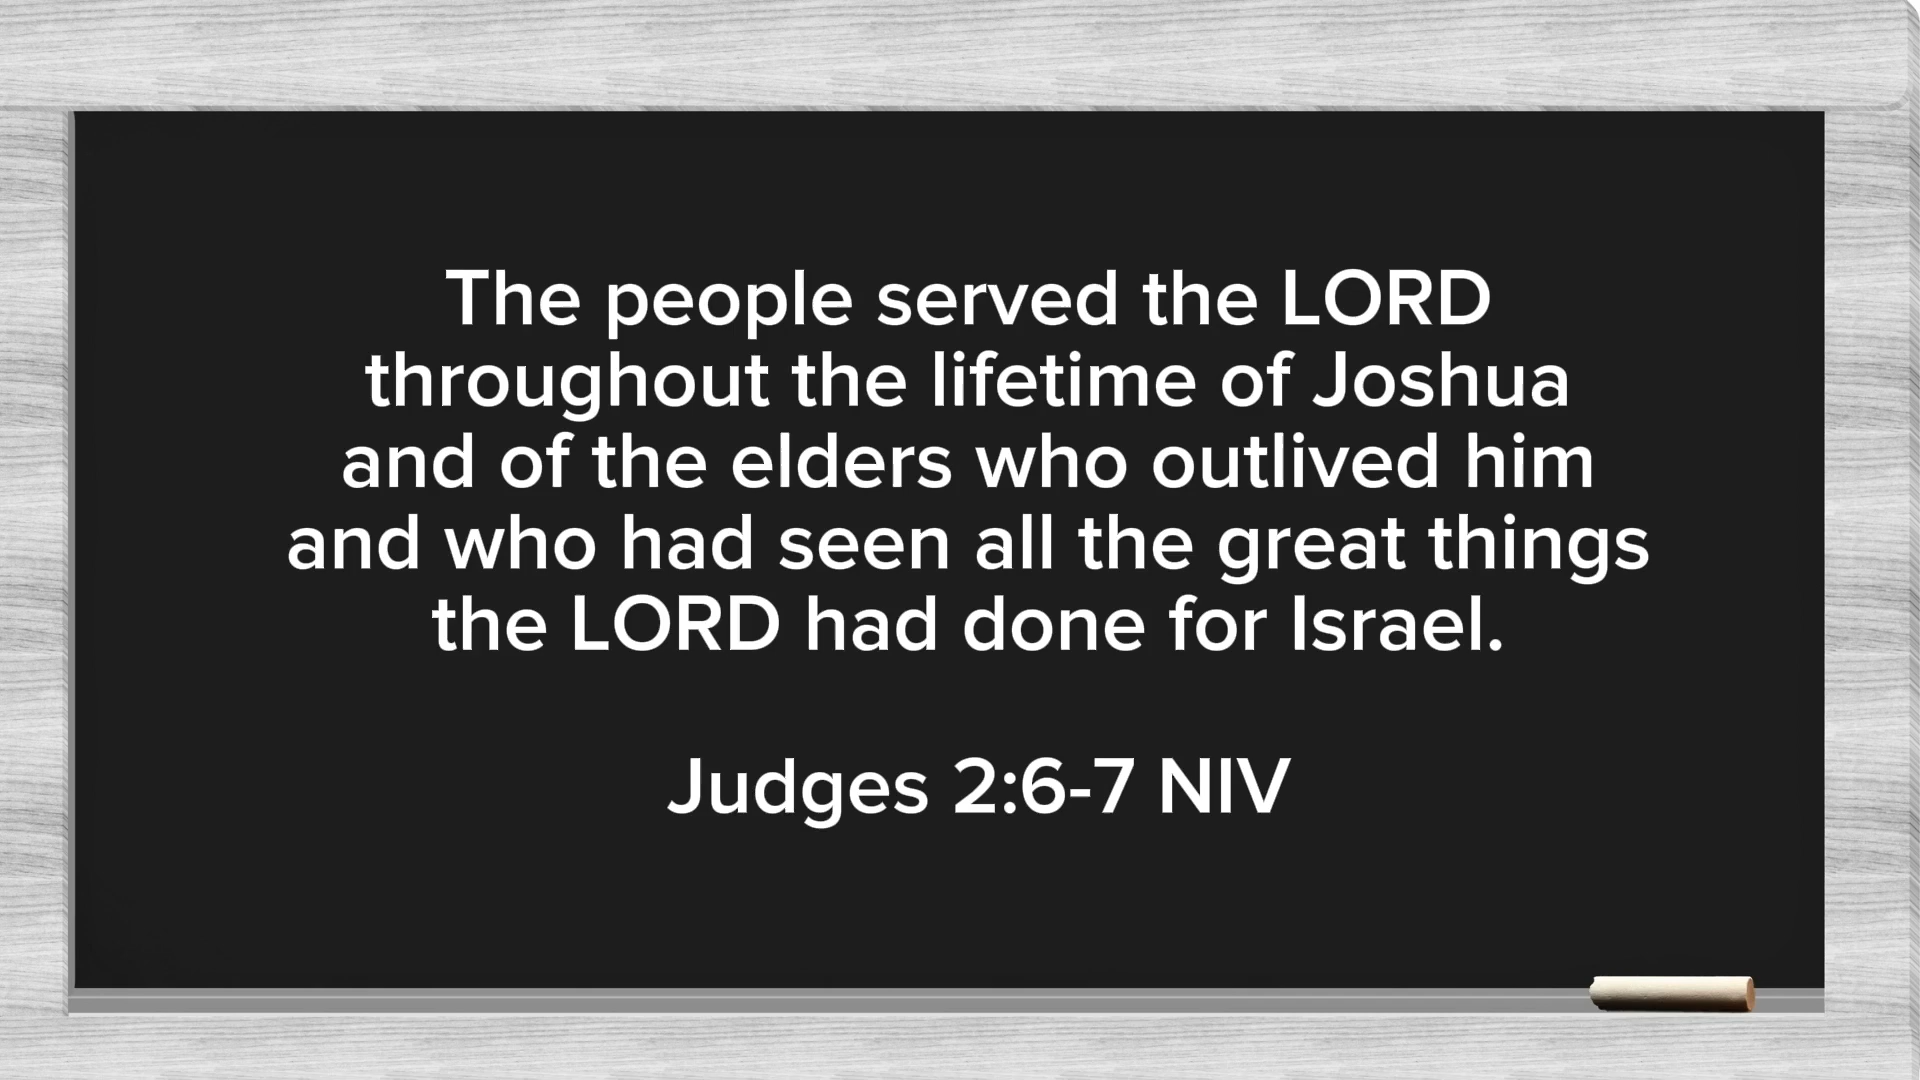 The people served the LORD
throughout the lifetime of Joshua
and of the elders who outlived him
and who had seen all the great things
the LORD had done for Israel.
Judges 2:6-7 NIV